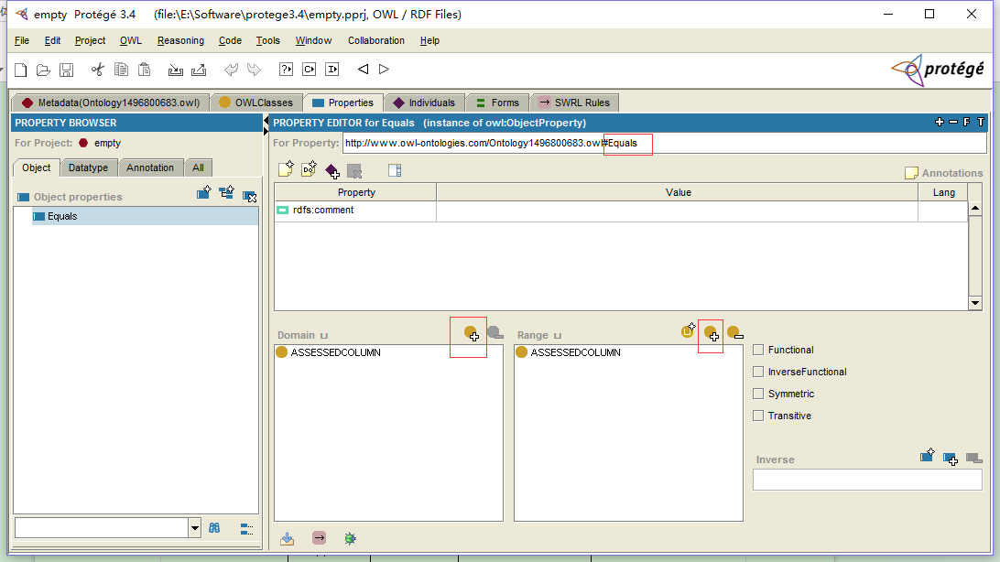 empty Protégé 3.4 (file:\E:\Software\protege3.4\empty.pprj, OWL / RDF Files)
File Edit Project OWL Reasoning Code Tools Window Collaboration Help
protégé
Metadata(Ontology1496800683.owl) OWLClasses Properties Individuals Forms SWRL Rules
PROPERTY BROWSER
PROPERTY EDITOR for Equals (instance of owl:ObjectProperty)
+ − F T
For Project: empty
For Property: http://www.owl-ontologies.com/Ontology1496800683.owl#Equals
Object Datatype Annotation All
Annotations
Object properties
Property Value Lang
Equals
rdfs:comment
Domain ⊔
Range ⊔
ASSESSEDCOLUMN
ASSESSEDCOLUMN
Functional
InverseFunctional
Symmetric
Transitive
Inverse